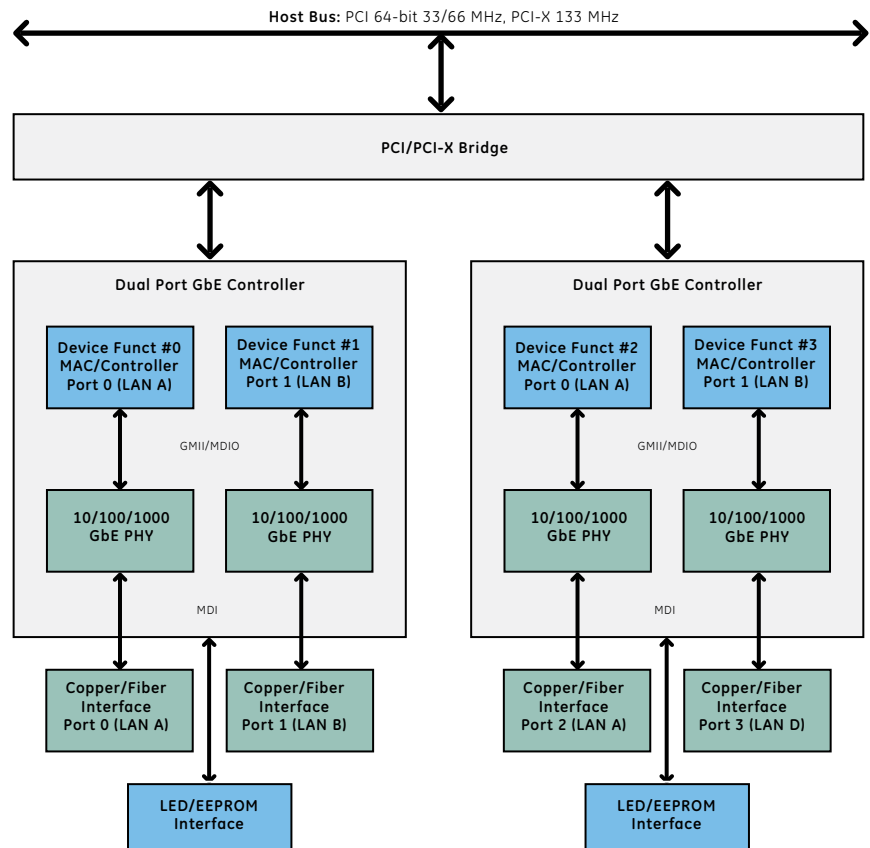 Host Bus: PCI 64-bit 33/66 MHz, PCI-X 133 MHz
PCI/PCI-X Bridge
Dual Port GbE Controller
Device Funct #0
MAC/Controller
Port 0 (LAN A)
Device Funct #1
MAC/Controller
Port 1 (LAN B)
GMII/MDIO
10/100/1000
GbE PHY
10/100/1000
GbE PHY
MDI
Copper/Fiber
Interface
Port 0 (LAN A)
Copper/Fiber
Interface
Port 1 (LAN B)
LED/EEPROM
Interface
Dual Port GbE Controller
Device Funct #2
MAC/Controller
Port 0 (LAN A)
Device Funct #3
MAC/Controller
Port 1 (LAN B)
GMII/MDIO
10/100/1000
GbE PHY
10/100/1000
GbE PHY
MDI
Copper/Fiber
Interface
Port 2 (LAN A)
Copper/Fiber
Interface
Port 3 (LAN D)
LED/EEPROM
Interface